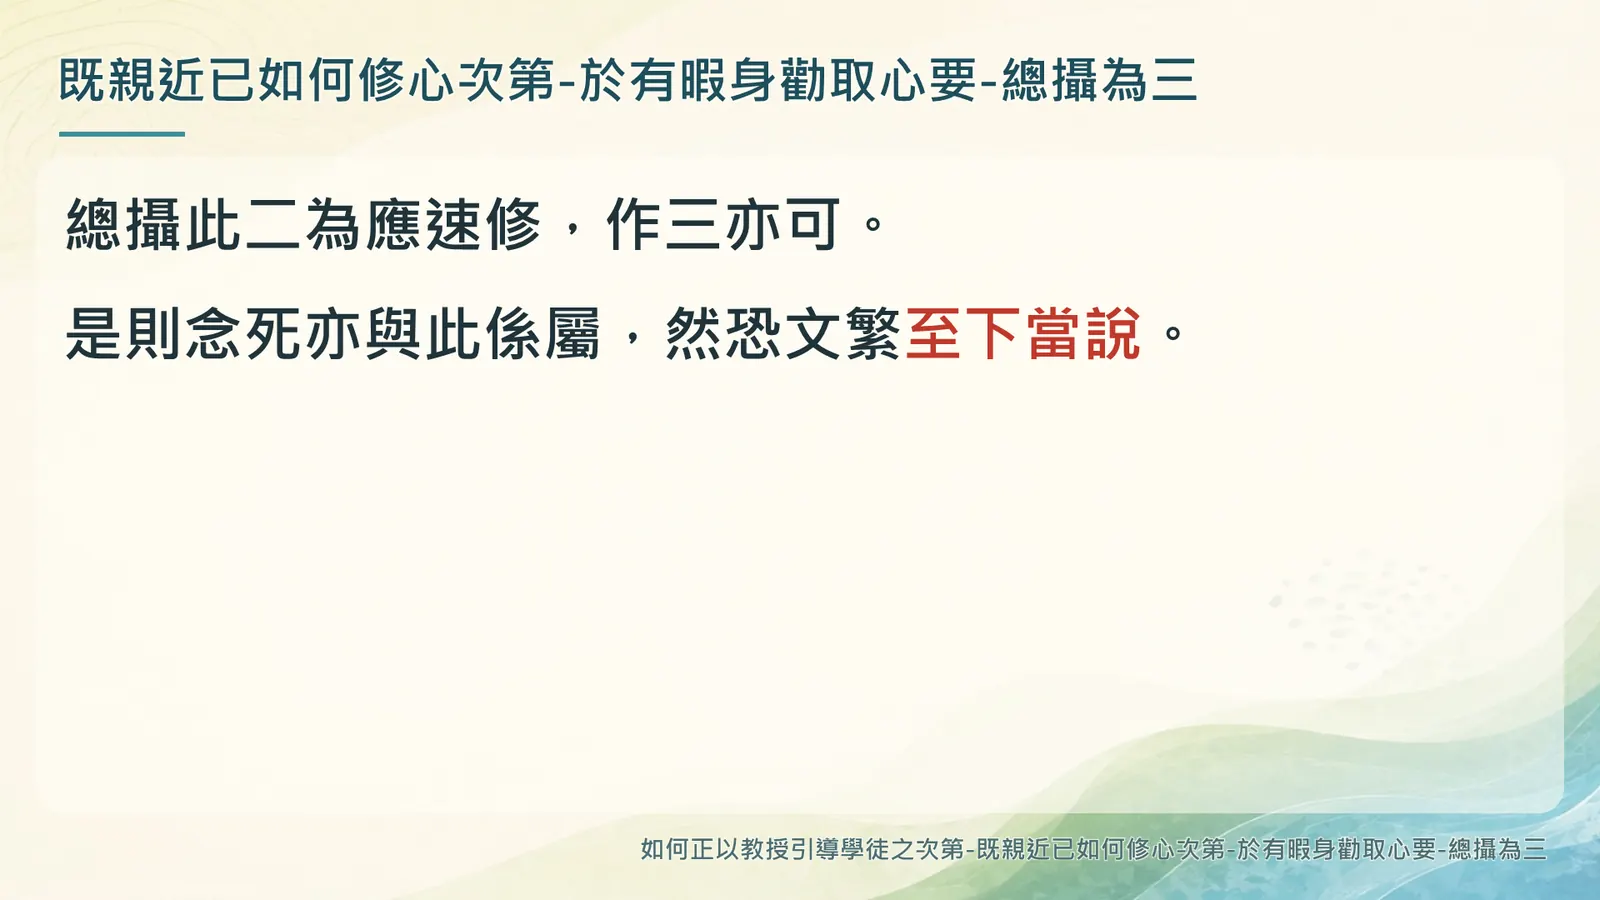 既親近已如何修心次第-於有暇身勸取心要-總攝為三
總攝此二為應速修，作三亦可。
是則念死亦與此係屬，然恐文繁至下當說。
如何正以教授引導學徒之次第-既親近已如何修心次第-於有暇身勸取心要-總攝為三